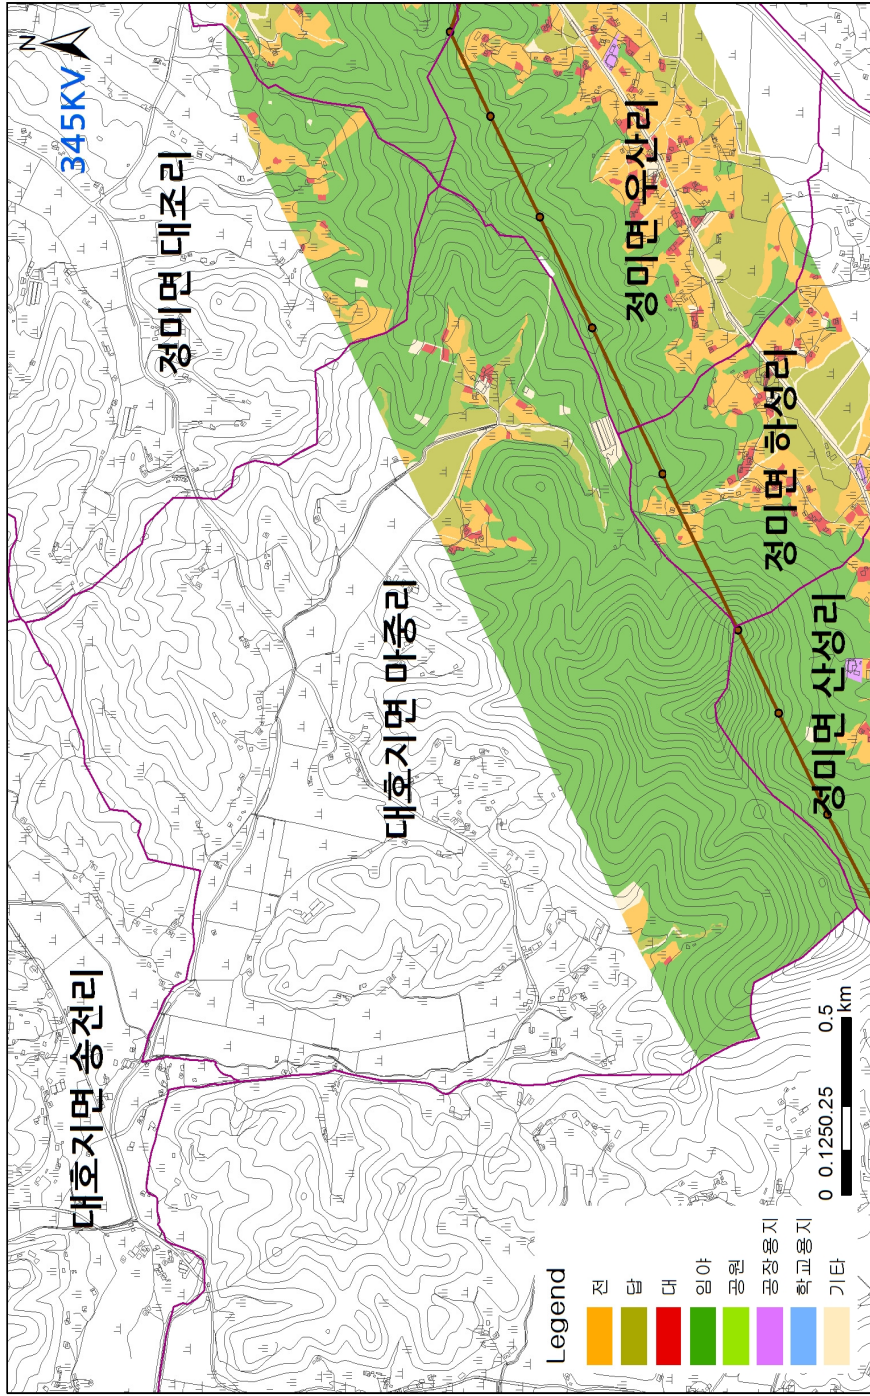 N
345KV
대호지면 송전리
정미면 대조리
대호지면 마중리
정미면 우산리
정미면 하성리
정미면 산성리
Legend
전
답
대
임야
공원
공장용지
학교용지
기타
0 0.1250.25 0.5
km